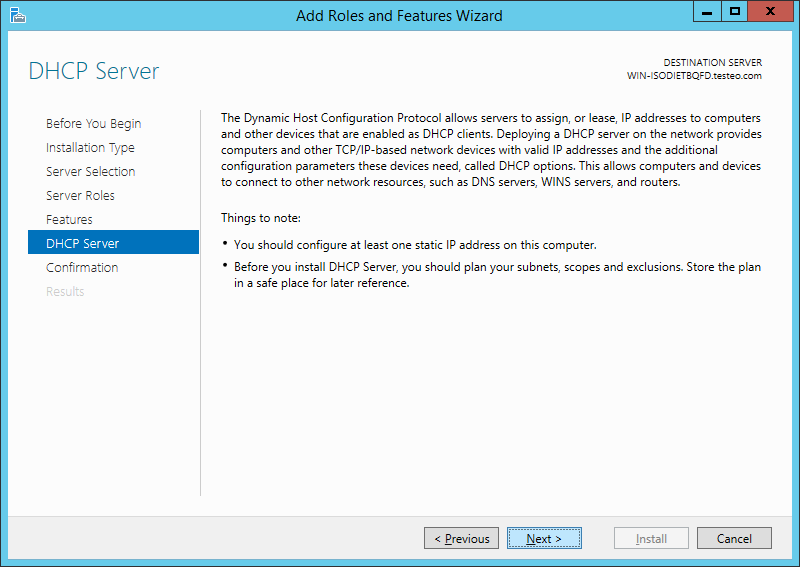 Add Roles and Features Wizard
DHCP Server
DESTINATION SERVER
WIN-ISODIETBQFD.testeo.com
Before You Begin
Installation Type
Server Selection
Server Roles
Features
DHCP Server
Confirmation
Results
The Dynamic Host Configuration Protocol allows servers to assign, or lease, IP addresses to computers
and other devices that are enabled as DHCP clients. Deploying a DHCP server on the network provides
computers and other TCP/IP-based network devices with valid IP addresses and the additional
configuration parameters these devices need, called DHCP options. This allows computers and devices
to connect to other network resources, such as DNS servers, WINS servers, and routers.
Things to note:
• You should configure at least one static IP address on this computer.
• Before you install DHCP Server, you should plan your subnets, scopes and exclusions. Store the plan
in a safe place for later reference.
< Previous
Next >
Install
Cancel